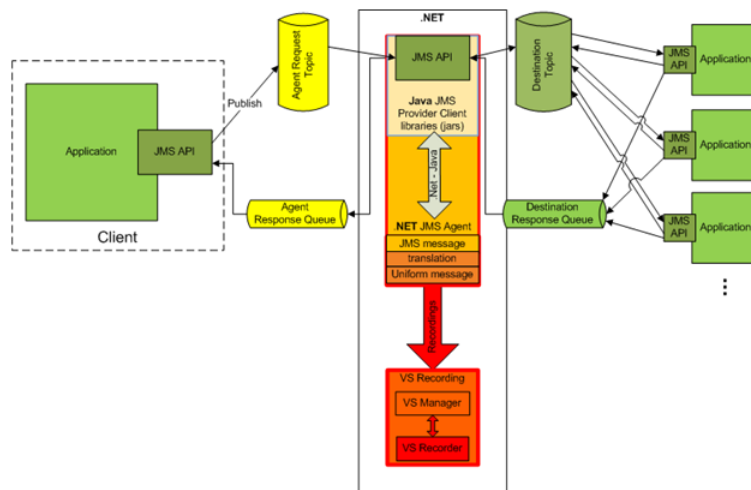 .NET
Agent Request
Topic
JMS API
Destination
Topic
JMS
API
Application
Publish
Java JMS
Provider Client
libraries (jars)
Application
JMS API
JMS
API
Application
.Net - Java
Agent
Response Queue
Destination
Response Queue
JMS
API
Application
Client
.NET JMS Agent
JMS message
translation
Uniform message
Recordings
VS Recording
VS Manager
VS Recorder